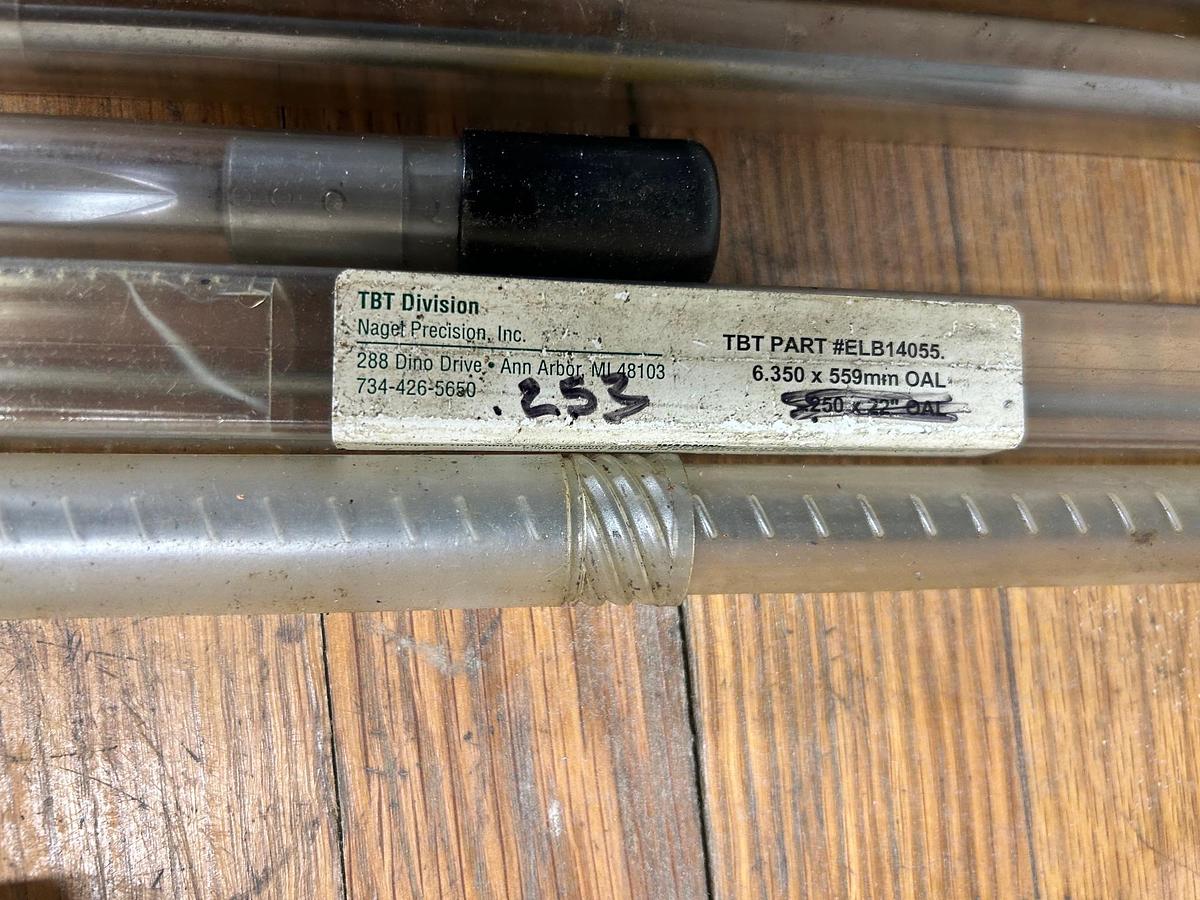 TBT Division
Nagel Precision, Inc.
288 Dino Drive • Ann Arbor, MI 48103
734-426-5650
.253
TBT PART #ELB14055.
6.350 x 559mm OAL
.250 x 22" OAL